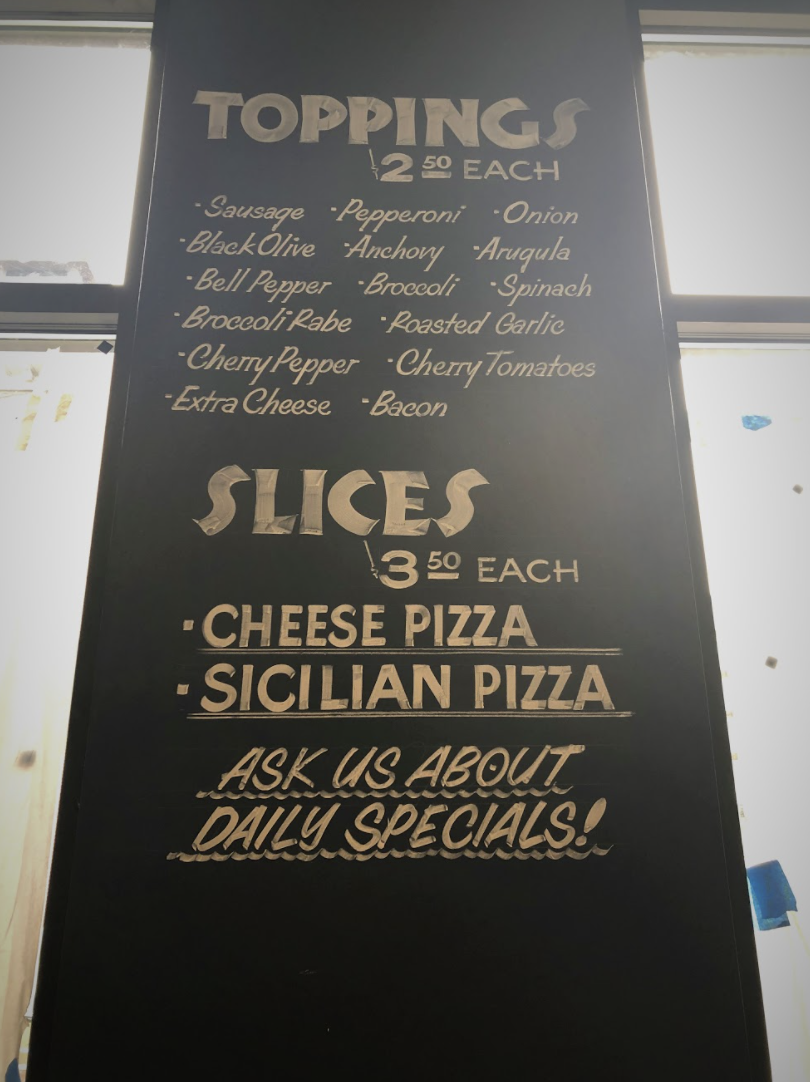 TOPPINGS
$2 50 EACH
·Sausage ·Pepperoni ·Onion
·Black Olive ·Anchovy ·Arugula
·Bell Pepper ·Broccoli ·Spinach
·Broccoli Rabe ·Roasted Garlic
·Cherry Pepper ·Cherry Tomatoes
·Extra Cheese ·Bacon
SLICES
$3 50 EACH
·CHEESE PIZZA
·SICILIAN PIZZA
ASK US ABOUT
DAILY SPECIALS!